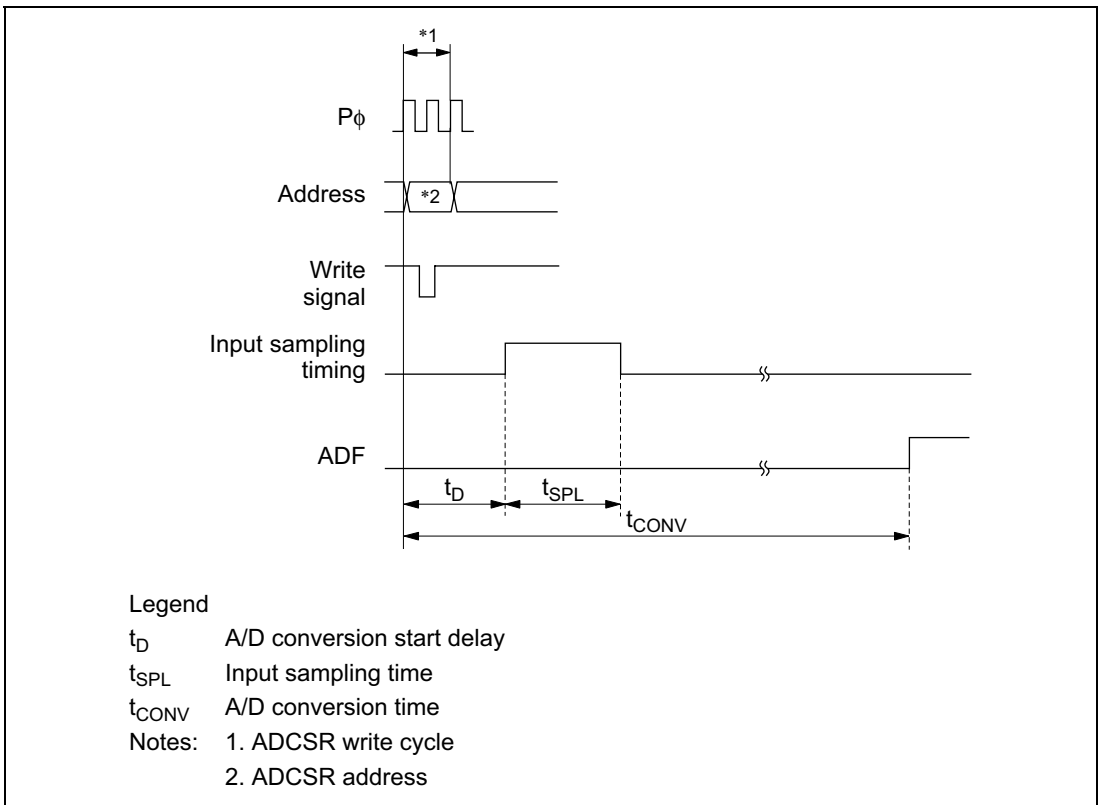 *1
Pϕ
Address
*2
Write
signal
Input sampling
timing
ADF
tD
tSPL
tCONV
Legend
tD A/D conversion start delay
tSPL Input sampling time
tCONV A/D conversion time
Notes: 1. ADCSR write cycle
2. ADCSR address